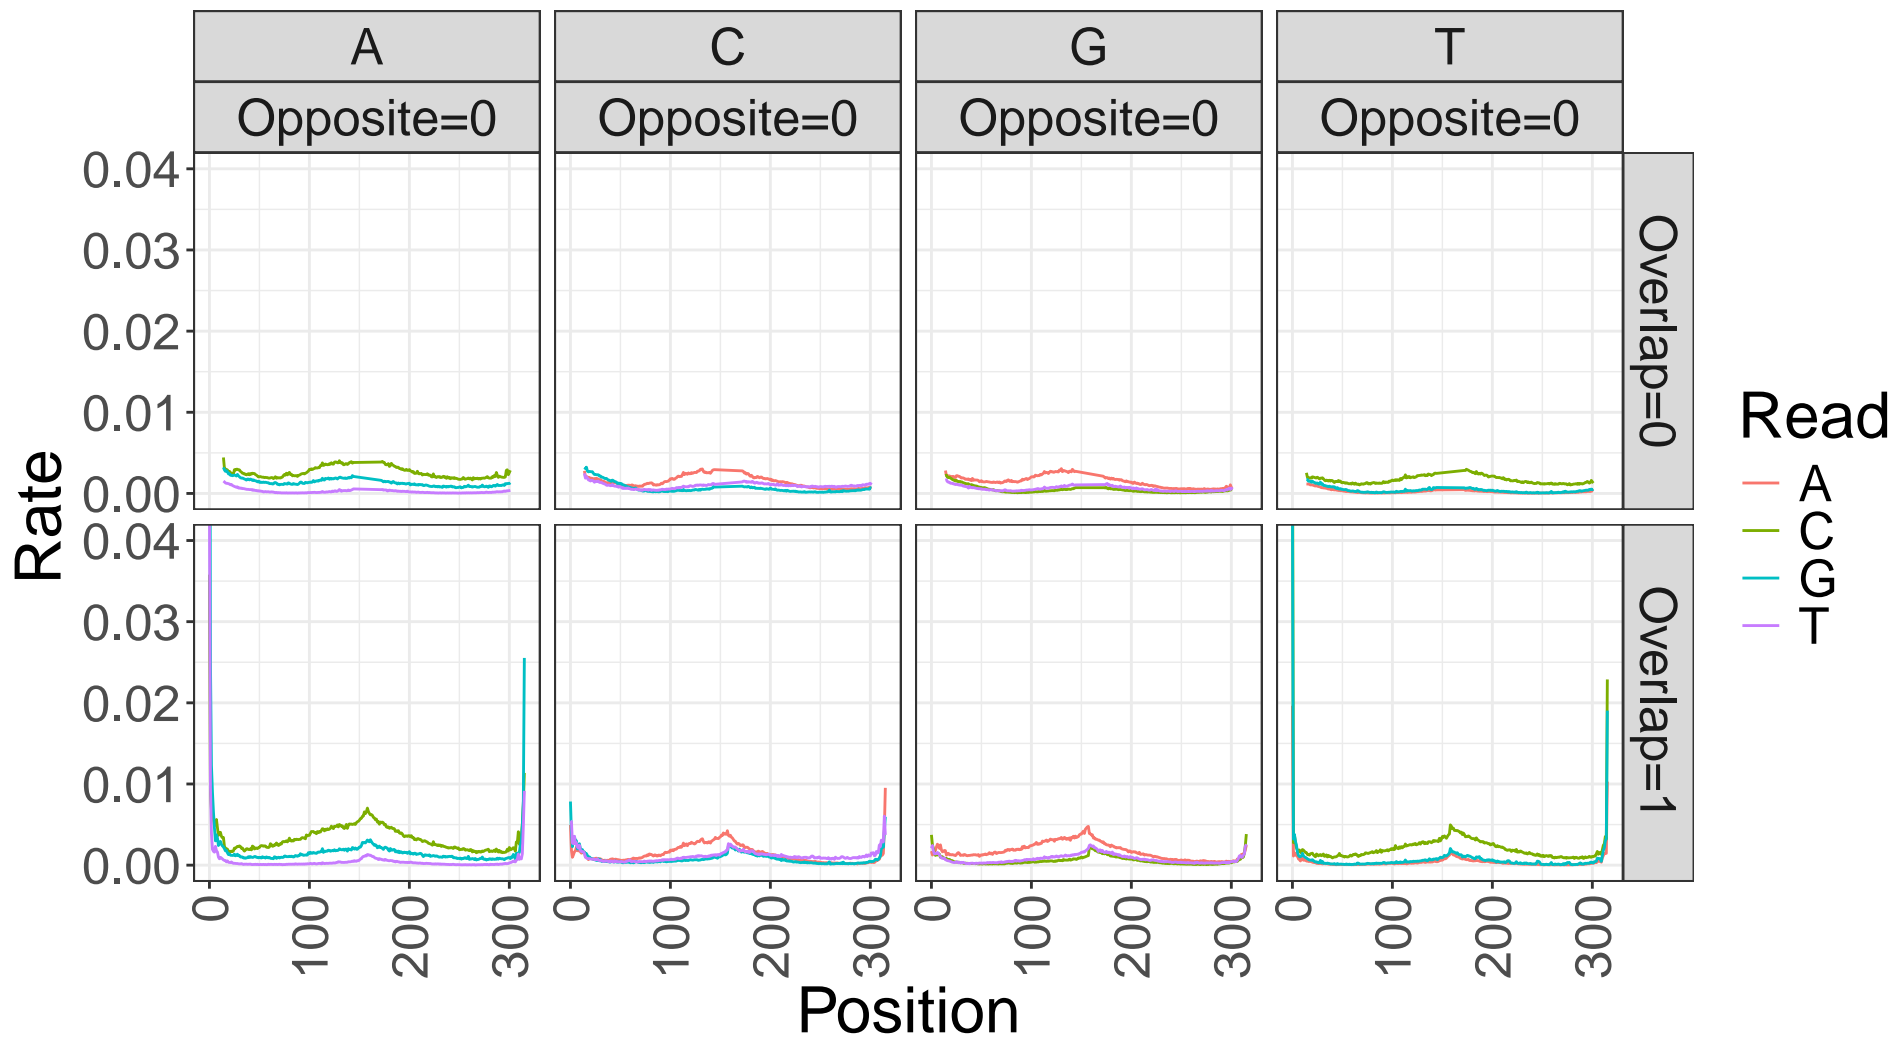 A C G T
Opposite=0 Opposite=0 Opposite=0 Opposite=0
0.04
0.03
0.02
0.01
0.00
Overlap=0
0.04
0.03
0.02
0.01
0.00
Overlap=1
Rate
0 100 200 300 0 100 200 300 0 100 200 300 0 100 200 300
Position
Read
A
C
G
T